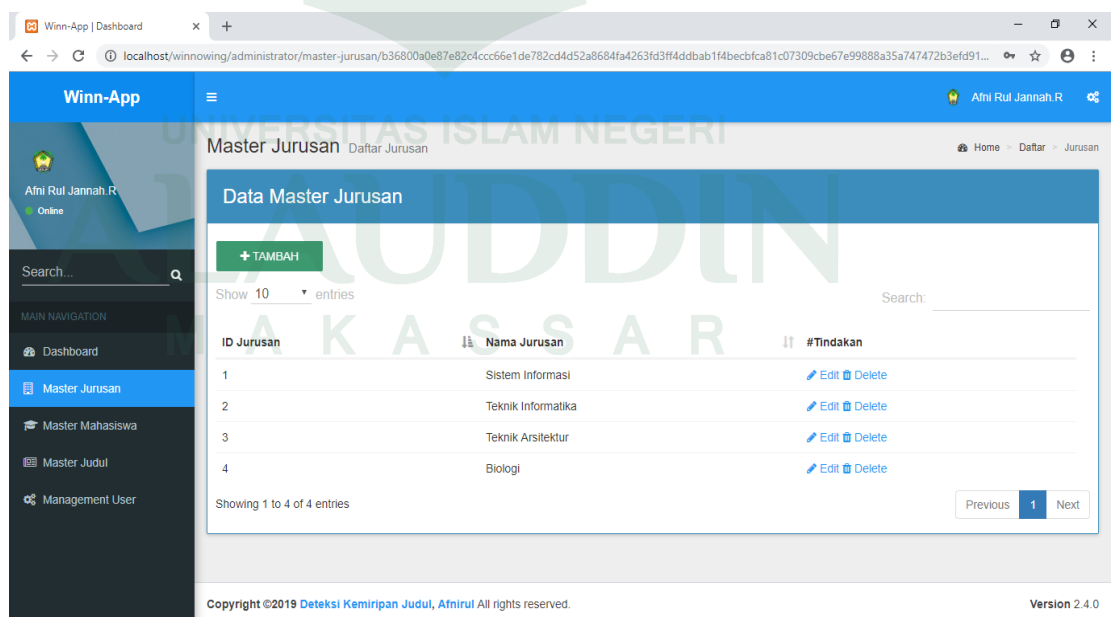 Winn-App | Dashboard
localhost/winnowing/administrator/master-jurusan/b36800a0e87e82c4ccc66e1de782cd4d52a8684fa4263fd3ff4ddbab1f4becbfca81c07309cbe67e99888a35a747472b3efd91...
Winn-App
Afni Rul Jannah.R
UNIVERSITAS ISLAM NEGERI
ALAUDDIN
MAKASSAR
Afni Rul Jannah.R
Online
Search...
MAIN NAVIGATION
Dashboard
Master Jurusan
Master Mahasiswa
Master Judul
Management User
Master Jurusan Daftar Jurusan
Home > Daftar > Jurusan
Data Master Jurusan
+ TAMBAH
Show 10 entries
Search:
ID Jurusan Nama Jurusan #Tindakan
1 Sistem Informasi Edit Delete
2 Teknik Informatika Edit Delete
3 Teknik Arsitektur Edit Delete
4 Biologi Edit Delete
Showing 1 to 4 of 4 entries
Previous 1 Next
Copyright ©2019 Deteksi Kemiripan Judul, Afnirul All rights reserved.
Version 2.4.0